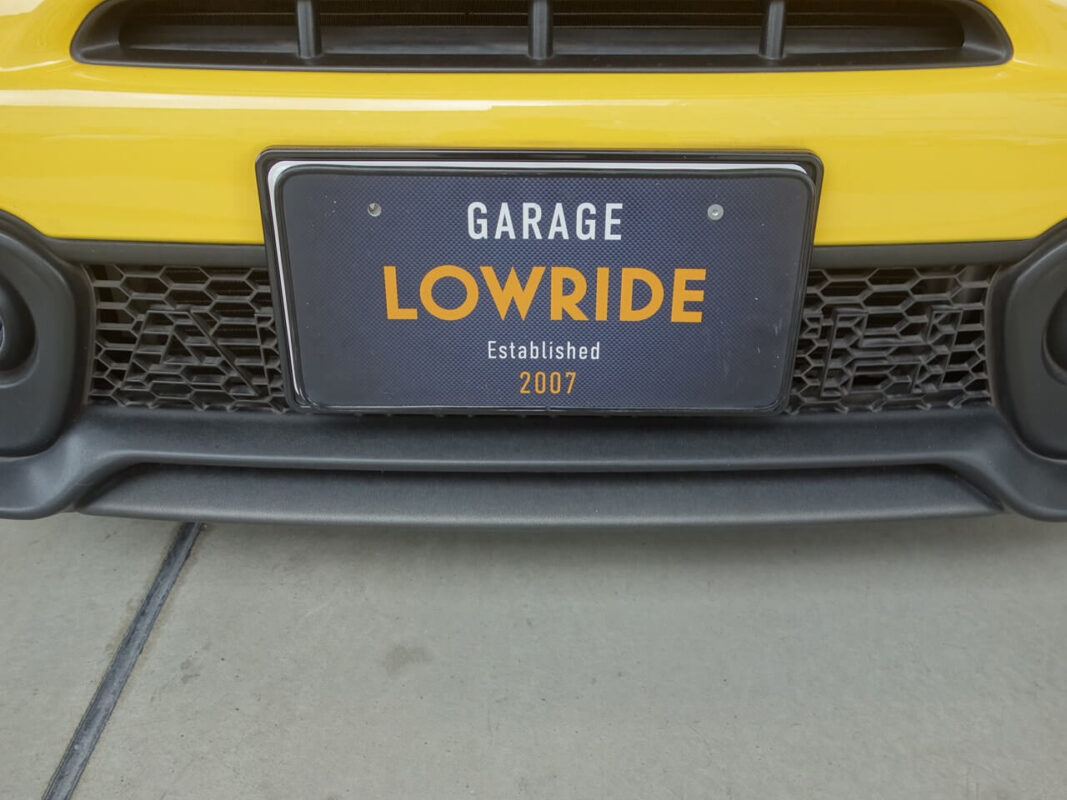 GARAGE
LOWRIDE
Established
2007